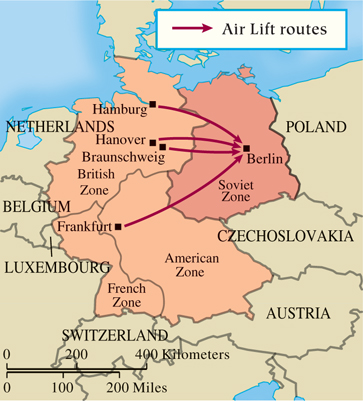 Air Lift routes
Hamburg
NETHERLANDS
POLAND
Hanover
Braunschweig
Berlin
British
Zone
Soviet
Zone
BELGIUM
Frankfurt
CZECHOSLOVAKIA
LUXEMBOURG
American
Zone
French
Zone
AUSTRIA
SWITZERLAND
0 200 400 Kilometers
0 100 200 Miles